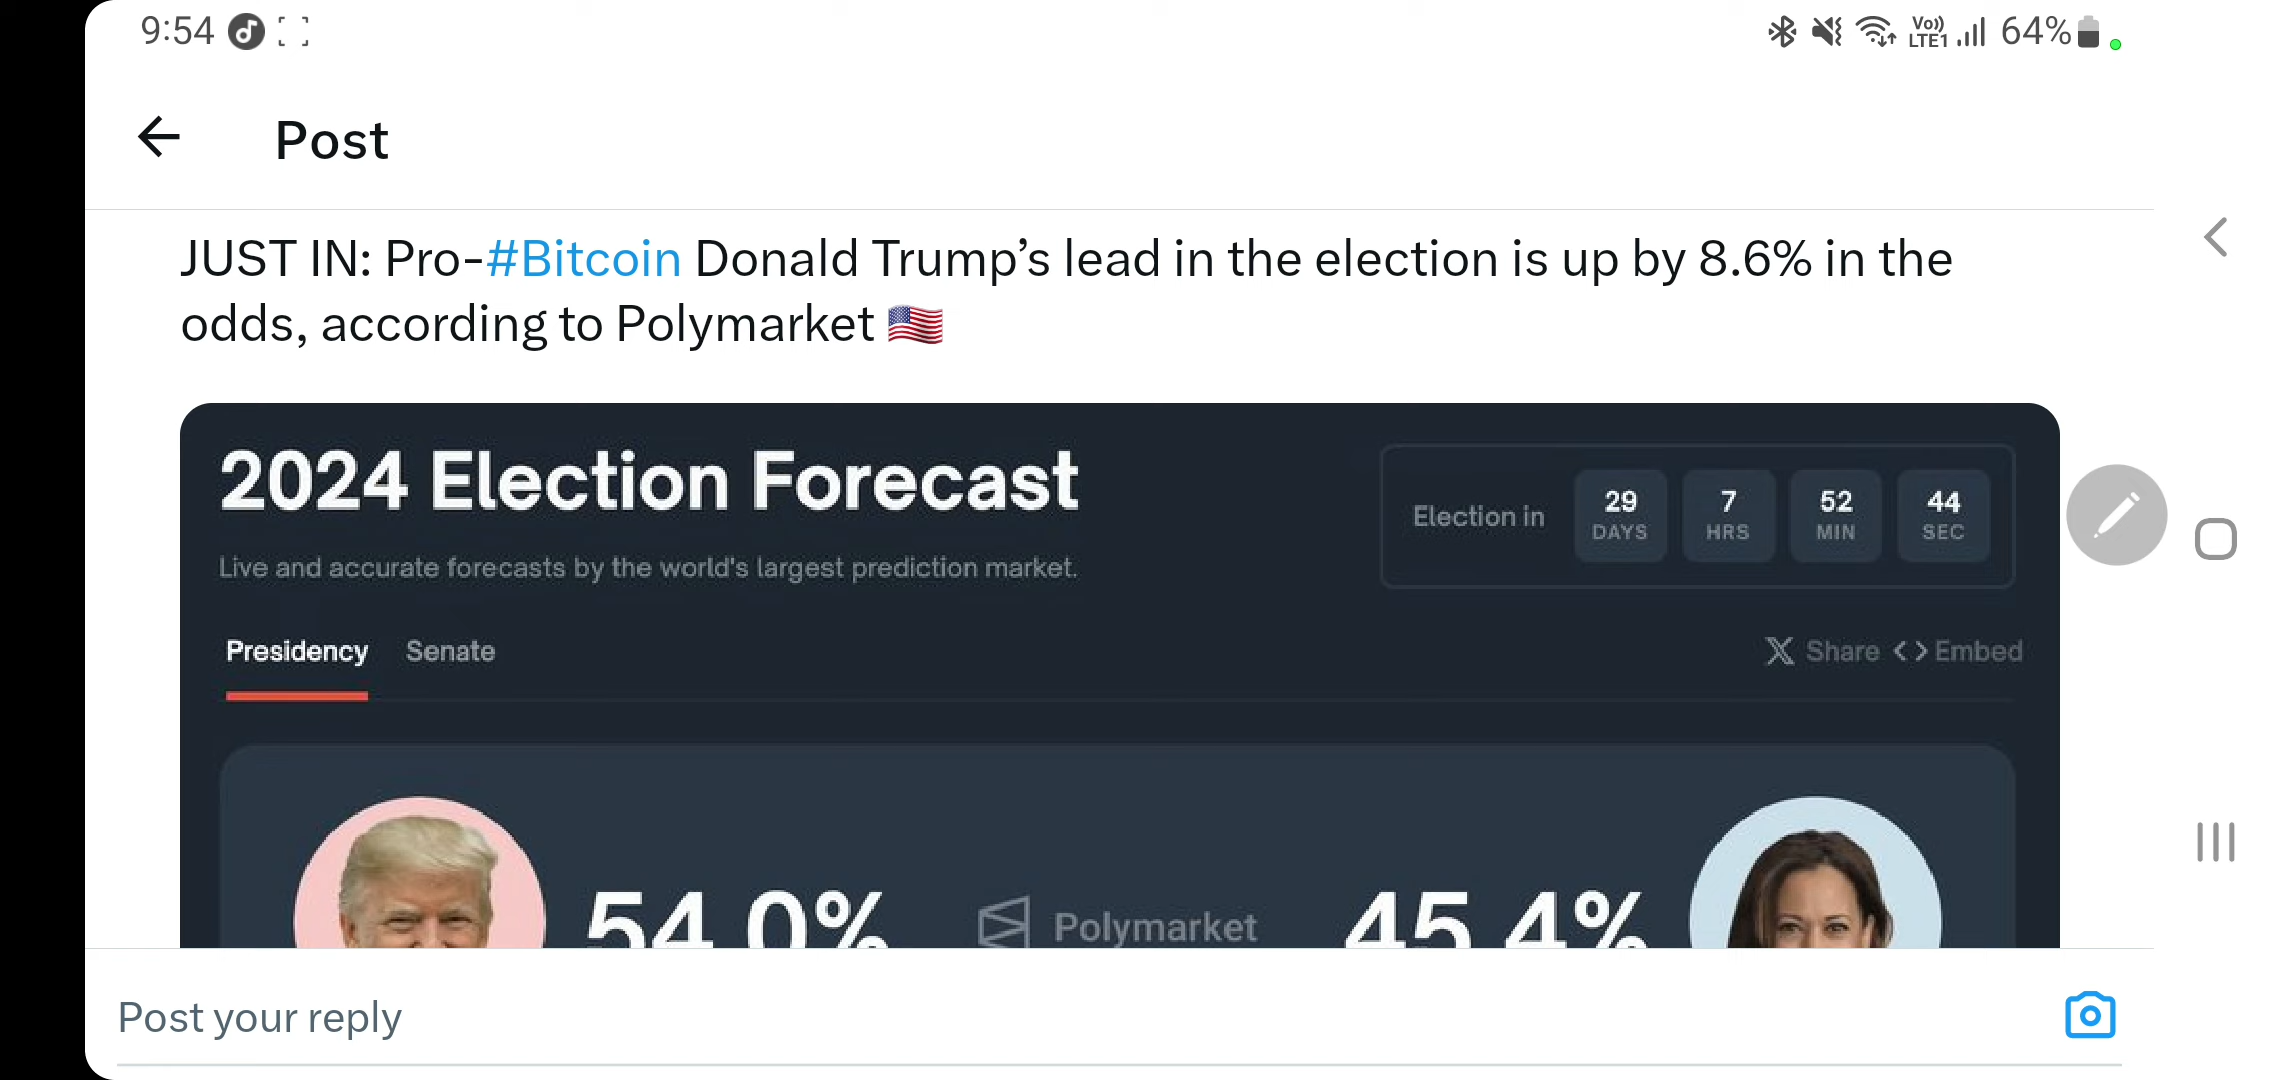 9:54
Vo)) LTE1 64%
Post
JUST IN: Pro-#Bitcoin Donald Trump’s lead in the election is up by 8.6% in the
odds, according to Polymarket 🇺🇸
2024 Election Forecast
Live and accurate forecasts by the world's largest prediction market.
Election in
29 7 52 44
DAYS HRS MIN SEC
Presidency Senate
Share <> Embed
54.0% Polymarket 45.4%
Post your reply